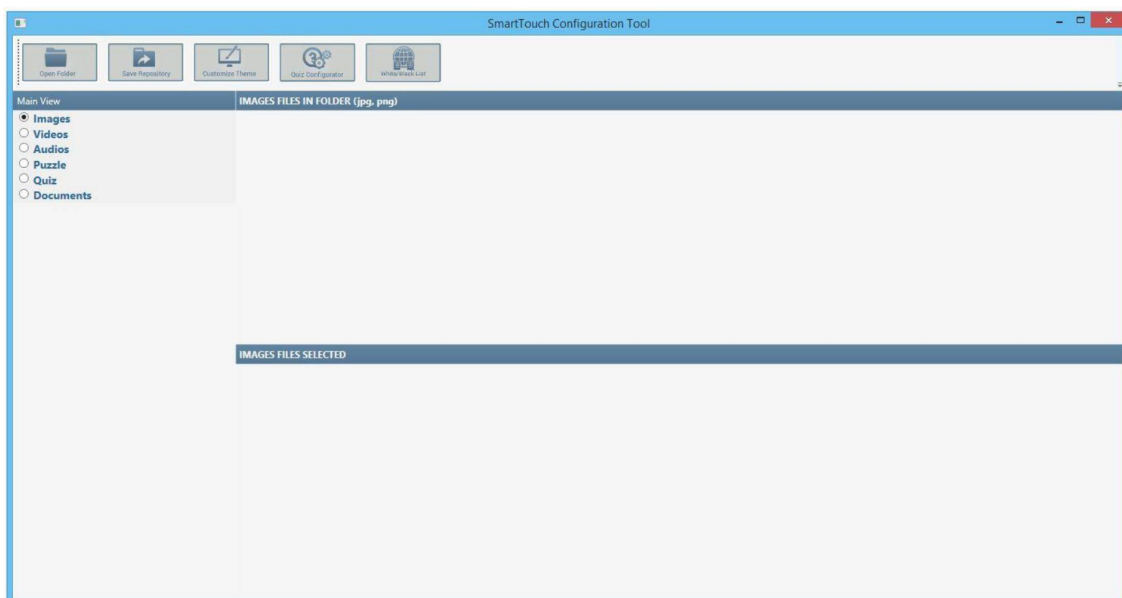 SmartTouch Configuration Tool
Open Folder
Save Repository
Customize Theme
Quiz Configurator
White/Black List
Main View
IMAGES FILES IN FOLDER (jpg, png)
Images
Videos
Audios
Puzzle
Quiz
Documents
IMAGES FILES SELECTED